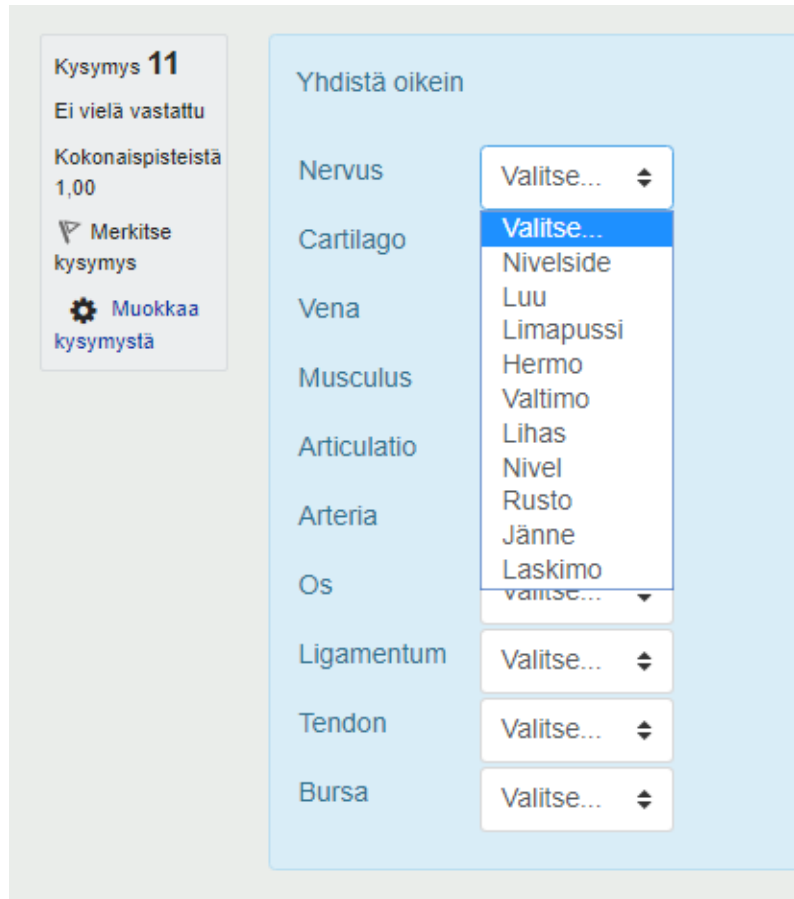 Kysymys 11
Ei vielä vastattu
Kokonaispisteistä
1,00
Merkitse
kysymys
Muokkaa
kysymystä
Yhdistä oikein
Nervus
Valitse...
Valitse...
Nivelside
Luu
Limapussi
Hermo
Valtimo
Lihas
Nivel
Rusto
Jänne
Laskimo
Cartilago
Vena
Musculus
Articulatio
Arteria
Os
Valitse...
Ligamentum
Valitse...
Tendon
Valitse...
Bursa
Valitse...